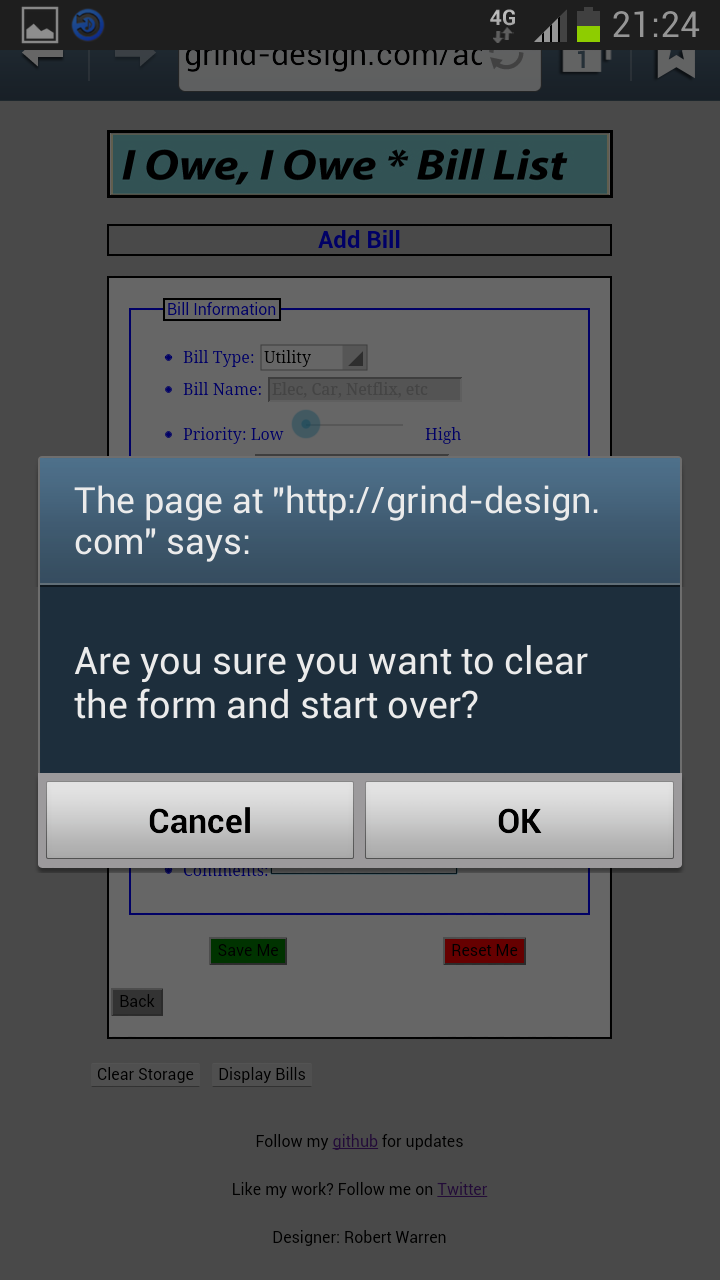 4G 21:24
grind-design.com/ad
1
I Owe, I Owe * Bill List
Add Bill
Bill Information
Bill Type: Utility
Bill Name: Elec, Car, Netflix, etc
Priority: Low High
The page at "http://grind-design.
com" says:
Are you sure you want to clear
the form and start over?
Cancel OK
Comments:
Save Me Reset Me
Back
Clear Storage Display Bills
Follow my github for updates
Like my work? Follow me on Twitter
Designer: Robert Warren